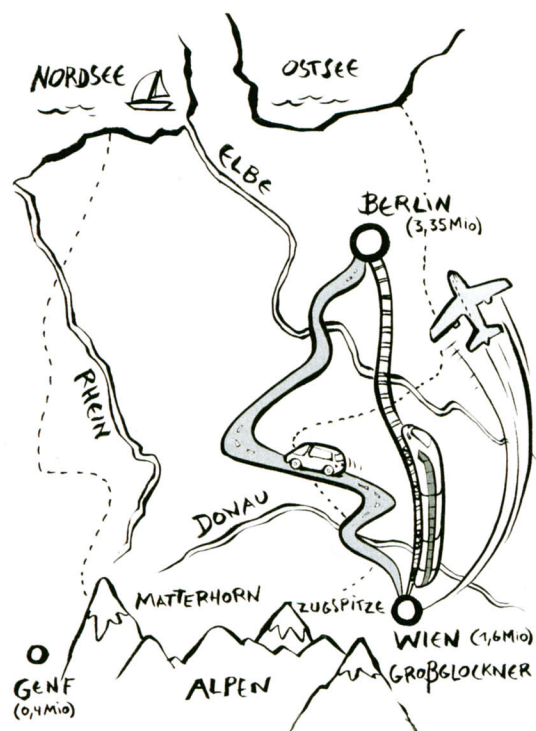 NORDSEE
OSTSEE
ELBE
BERLIN
(3,35Mio)
RHEIN
DONAU
MATTERHORN
ZUGSPITZE
WIEN (1,6Mio)
GROßGLOCKNER
ALPEN
GENF
(0,4Mio)